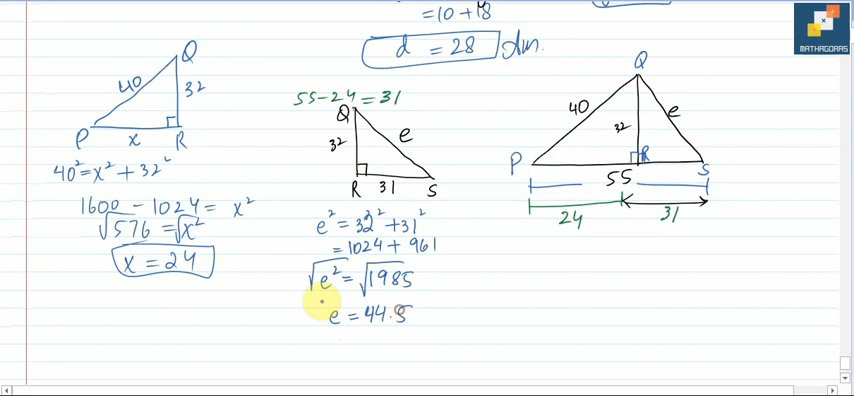 = 10 + 18
d = 28 Ans.
MATHAGORAS
Q
40
32
P
x
R
40² = x² + 32²
1600 - 1024 = x²
√576 = √x²
x = 24
55 - 24 = 31
Q
32
e
R
31
S
e² = 32² + 31²
= 1024 + 961
√e² = √1985
e = 44.5
Q
40
e
32
P
R
S
55
24
31